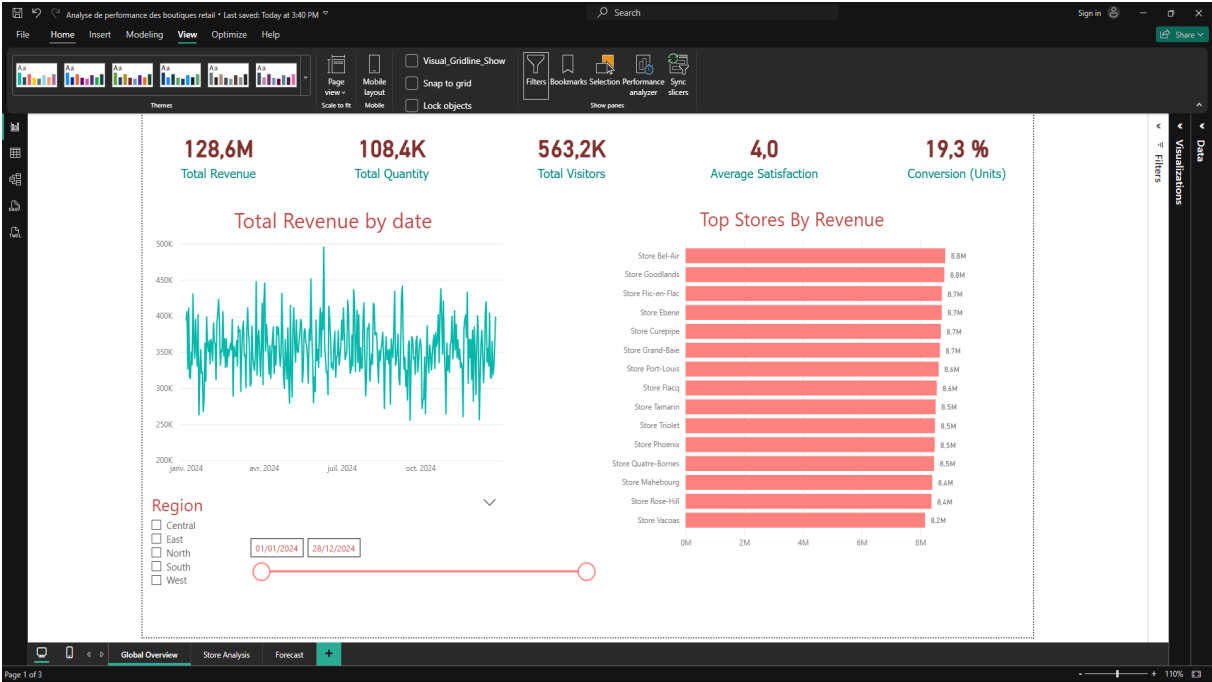 Analyse de performance des boutiques retail • Last saved: Today at 3:40 PM
Search
Sign in
File Home Insert Modeling View Optimize Help
Share
Aa Aa Aa Aa Aa Aa
Themes
Page view
Scale to fit
Mobile layout
Mobile
Visual_Gridline_Show
Snap to grid
Lock objects
Filters
Bookmarks
Selection
Performance analyzer
Sync slicers
Show panes
128,6M
Total Revenue
108,4K
Total Quantity
563,2K
Total Visitors
4,0
Average Satisfaction
19,3 %
Conversion (Units)
Filters
Visualizations
Data
Total Revenue by date
500K
450K
400K
350K
300K
250K
200K
janv. 2024
avr. 2024
juil. 2024
oct. 2024
Top Stores By Revenue
Store Bel-Air 8,8M
Store Goodlands 8,8M
Store Flic-en-Flac 8,7M
Store Ebene 8,7M
Store Curepipe 8,7M
Store Grand-Baie 8,7M
Store Port-Louis 8,6M
Store Flacq 8,6M
Store Tamarin 8,5M
Store Triolet 8,5M
Store Phoenix 8,5M
Store Quatre-Bornes 8,5M
Store Mahebourg 8,4M
Store Rose-Hill 8,4M
Store Vacoas 8,2M
0M 2M 4M 6M 8M
Region
Central
East
North
South
West
01/01/2024 28/12/2024
Global Overview Store Analysis Forecast +
Page 1 of 3
- + 110%